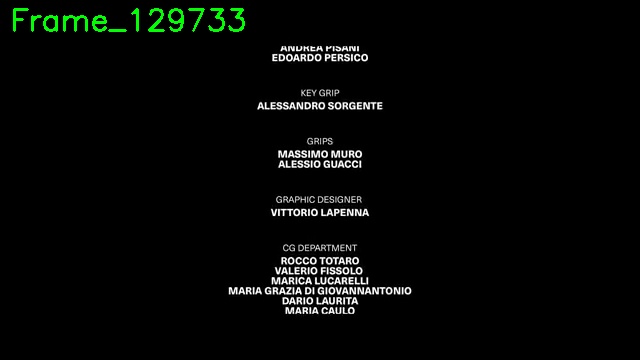 Frame_129733
ANDREA PISANI
EDOARDO PERSICO
KEY GRIP
ALESSANDRO SORGENTE
GRIPS
MASSIMO MURO
ALESSIO GUACCI
GRAPHIC DESIGNER
VITTORIO LAPENNA
CG DEPARTMENT
ROCCO TOTARO
VALERIO FISSOLO
MARICA LUCARELLI
MARIA GRAZIA DI GIOVANNANTONIO
DARIO LAURITA
MARIA CAULO